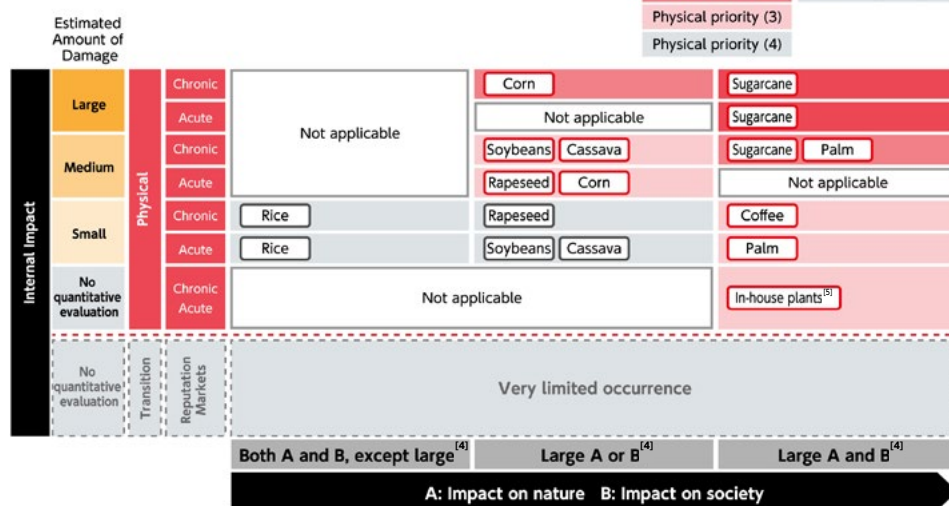 Physical priority (3)
Physical priority (4)
Estimated
Amount of
Damage
Internal Impact
Large
Physical
Chronic
Corn
Sugarcane
Acute
Not applicable
Not applicable
Sugarcane
Medium
Chronic
Soybeans Cassava
Sugarcane Palm
Acute
Rapeseed Corn
Not applicable
Small
Chronic
Rice
Rapeseed
Coffee
Acute
Rice
Soybeans Cassava
Palm
No
quantitative
evaluation
Chronic
Acute
Not applicable
In-house plants[5]
No
quantitative
evaluation
Transition
Reputation
Markets
Very limited occurrence
Both A and B, except large[4]
Large A or B[4]
Large A and B[4]
A: Impact on nature B: Impact on society